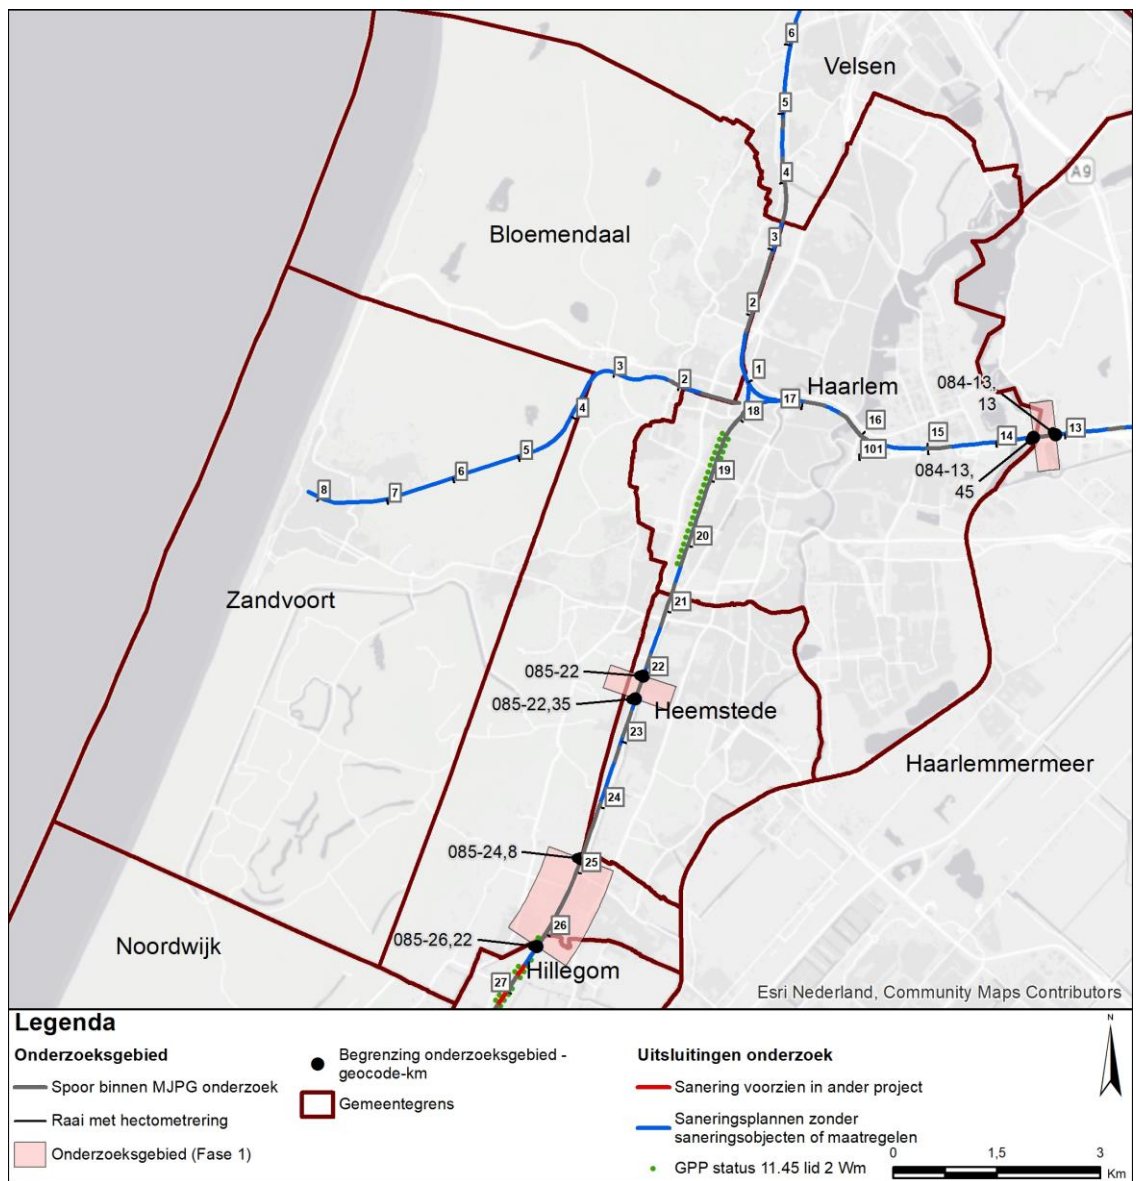 6
Velsen
5
A9
4
Bloemendaal
3
2
3
1
2
Haarlem
084-13,
13
17
4
18
16
13
15
14
5
101
6
19
084-13,
45
8
7
20
Zandvoort
21
22
085-22
085-22,35
Heemstede
23
Haarlemmermeer
24
085-24,8
25
26
085-26,22
Noordwijk
Hillegom
27
Esri Nederland, Community Maps Contributors
Legenda
Onderzoeksgebied
Spoor binnen MJPG onderzoek
Raai met hectometrering
Onderzoeksgebied (Fase 1)
Begrenzing onderzoeksgebied -
geocode-km
Gemeentegrens
Uitsluitingen onderzoek
Sanering voorzien in ander project
Saneringsplannen zonder
saneringsobjecten of maatregelen
GPP status 11.45 lid 2 Wm
N
0 1,5 3
Km